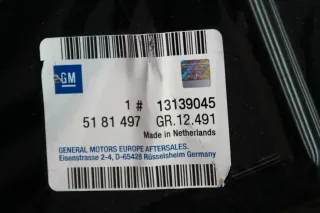 GM
1 # 13139045
51 81 497 GR.12.491
Made in Netherlands
GENERAL MOTORS EUROPE AFTERSALES.
Eisenstrasse 2-4, D-65428 Rüsselsheim Germany